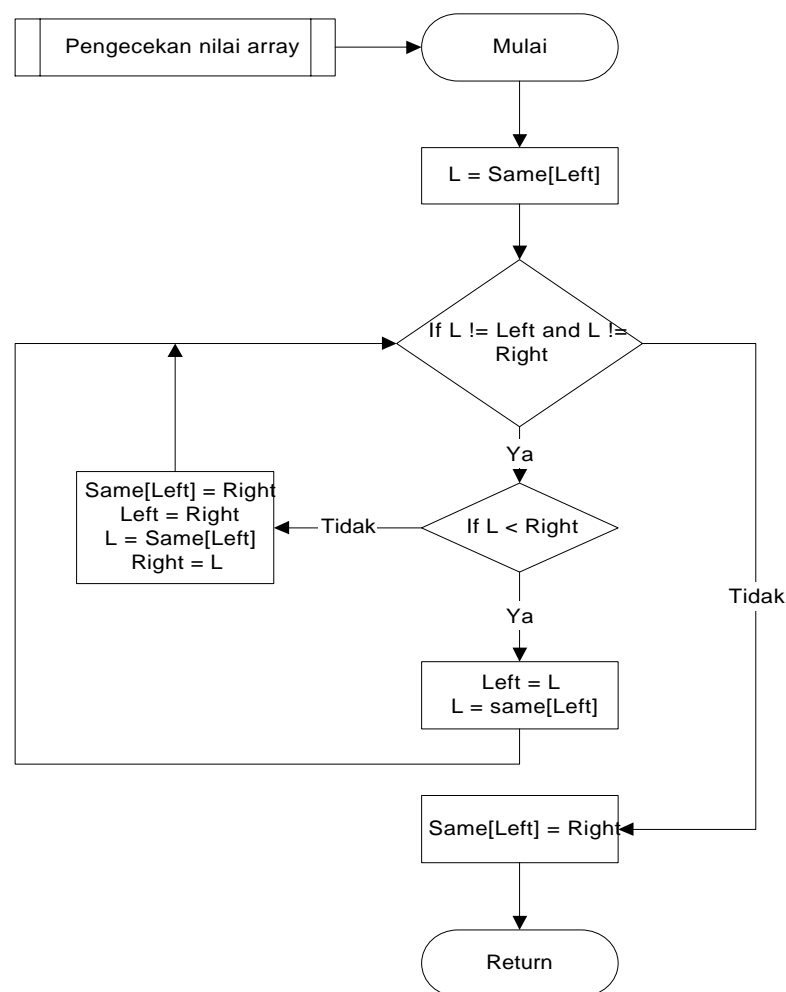 Pengecekan nilai array
Mulai
L = Same[Left]
If L != Left and L !=
Right
Ya
If L < Right
Tidak
Same[Left] = Right
Left = Right
L = Same[Left]
Right = L
Ya
Left = L
L = same[Left]
Tidak
Same[Left] = Right
Return